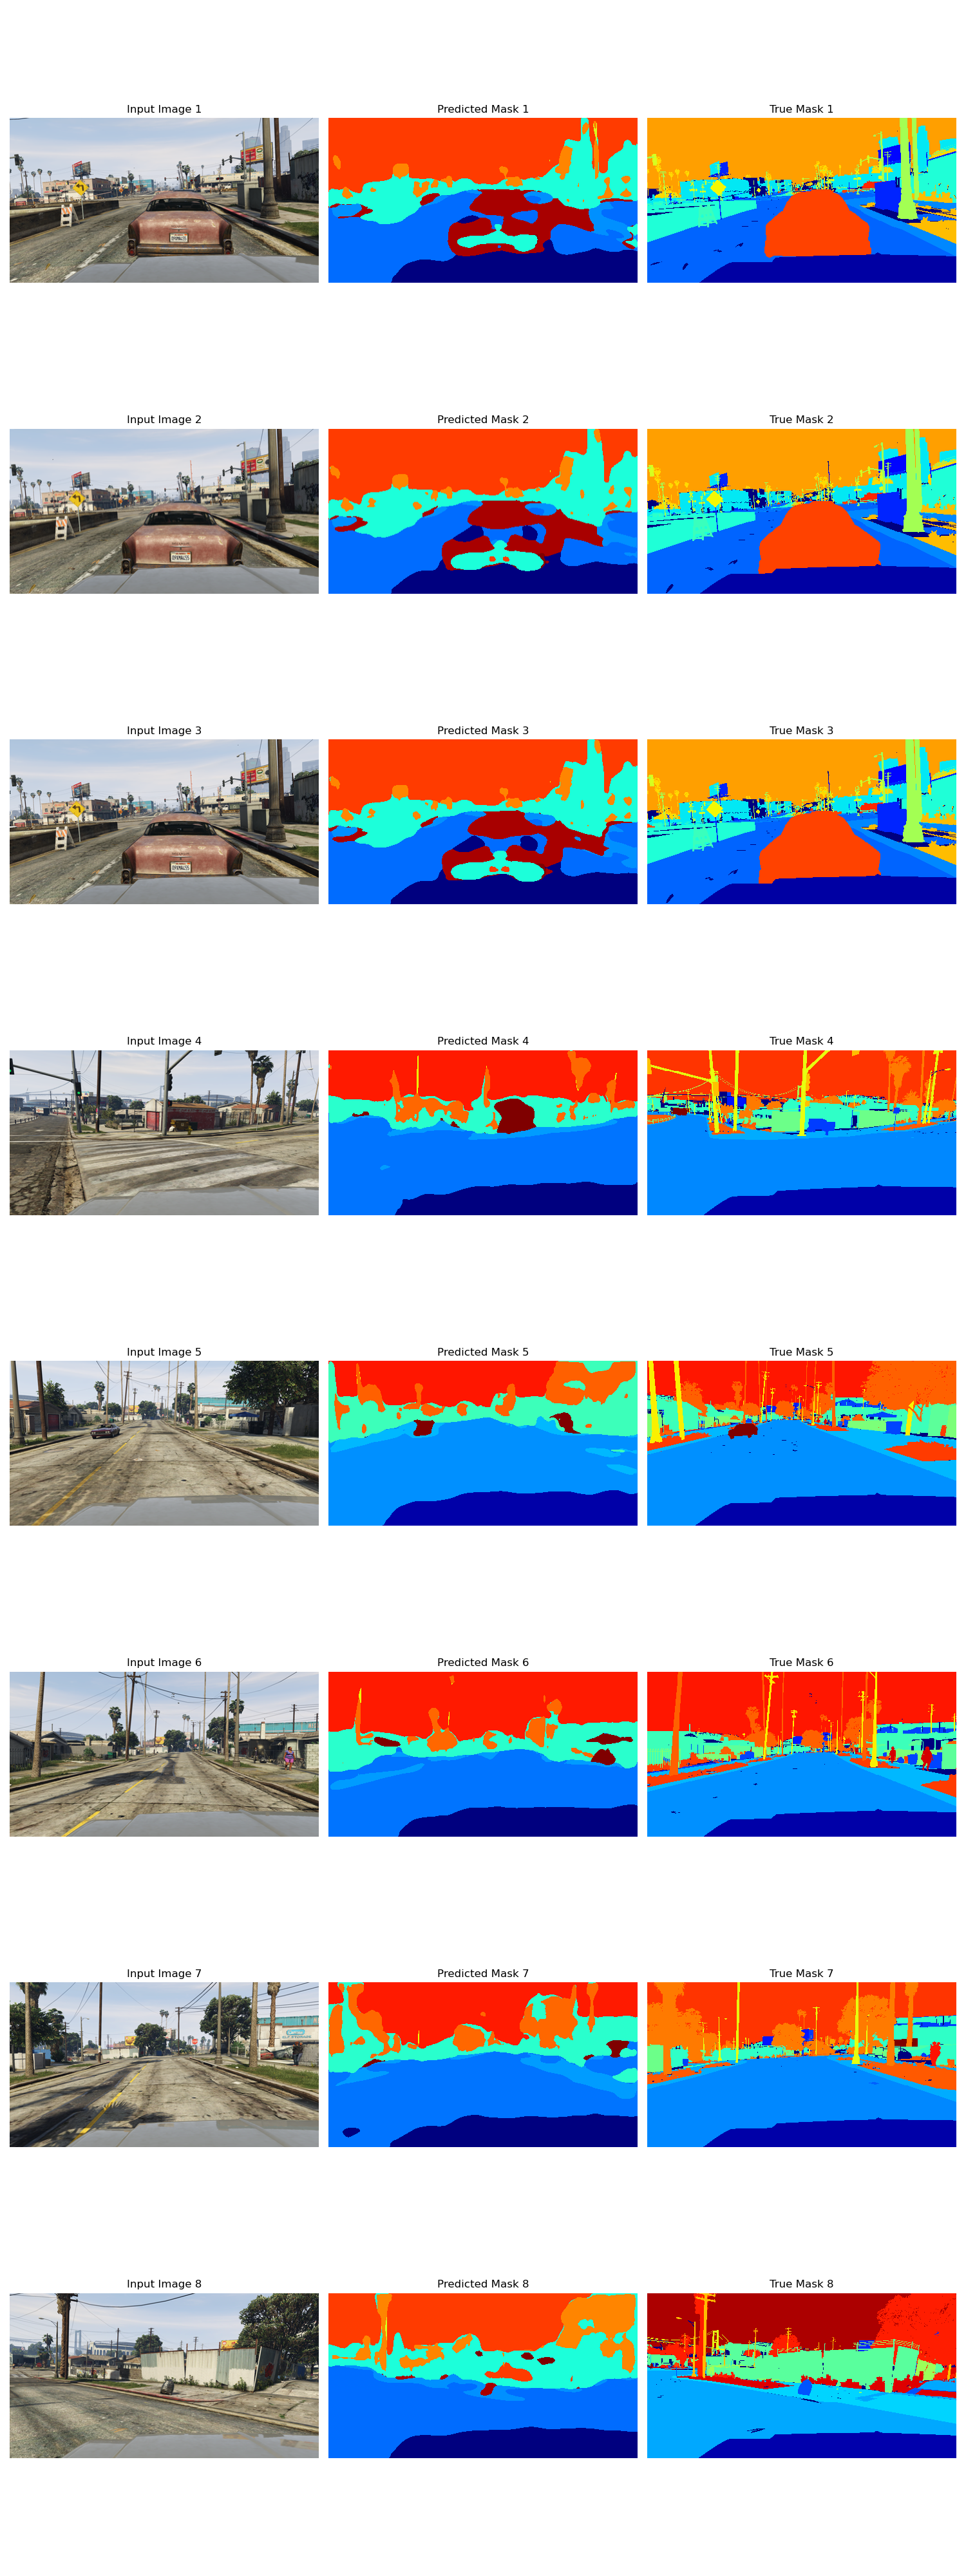 Input Image 1 Predicted Mask 1 True Mask 1
Input Image 2 Predicted Mask 2 True Mask 2
Input Image 3 Predicted Mask 3 True Mask 3
Input Image 4 Predicted Mask 4 True Mask 4
Input Image 5 Predicted Mask 5 True Mask 5
Input Image 6 Predicted Mask 6 True Mask 6
Input Image 7 Predicted Mask 7 True Mask 7
Input Image 8 Predicted Mask 8 True Mask 8